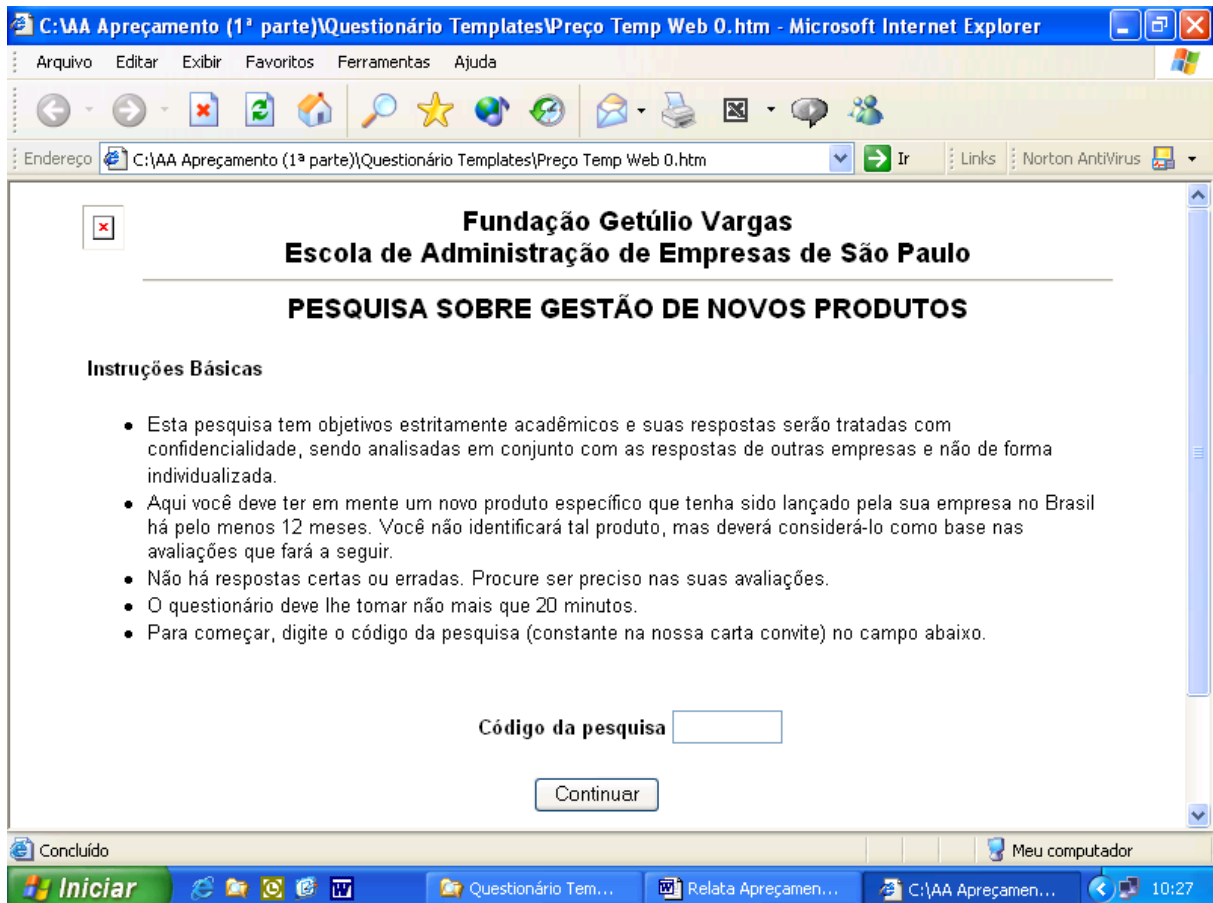 C:\AA Apreçamento (1ª parte)\Questionário Templates\Preço Temp Web 0.htm - Microsoft Internet Explorer
Arquivo Editar Exibir Favoritos Ferramentas Ajuda
Endereço C:\AA Apreçamento (1ª parte)\Questionário Templates\Preço Temp Web 0.htm Ir Links Norton AntiVirus
Fundação Getúlio Vargas
Escola de Administração de Empresas de São Paulo
PESQUISA SOBRE GESTÃO DE NOVOS PRODUTOS
Instruções Básicas
• Esta pesquisa tem objetivos estritamente acadêmicos e suas respostas serão tratadas com
confidencialidade, sendo analisadas em conjunto com as respostas de outras empresas e não de forma
individualizada.
• Aqui você deve ter em mente um novo produto específico que tenha sido lançado pela sua empresa no Brasil
há pelo menos 12 meses. Você não identificará tal produto, mas deverá considerá-lo como base nas
avaliações que fará a seguir.
• Não há respostas certas ou erradas. Procure ser preciso nas suas avaliações.
• O questionário deve lhe tomar não mais que 20 minutos.
• Para começar, digite o código da pesquisa (constante na nossa carta convite) no campo abaixo.
Código da pesquisa
Continuar
Concluído Meu computador
Iniciar Questionário Tem... Relata Apreçamen... C:\AA Apreçamen... 10:27